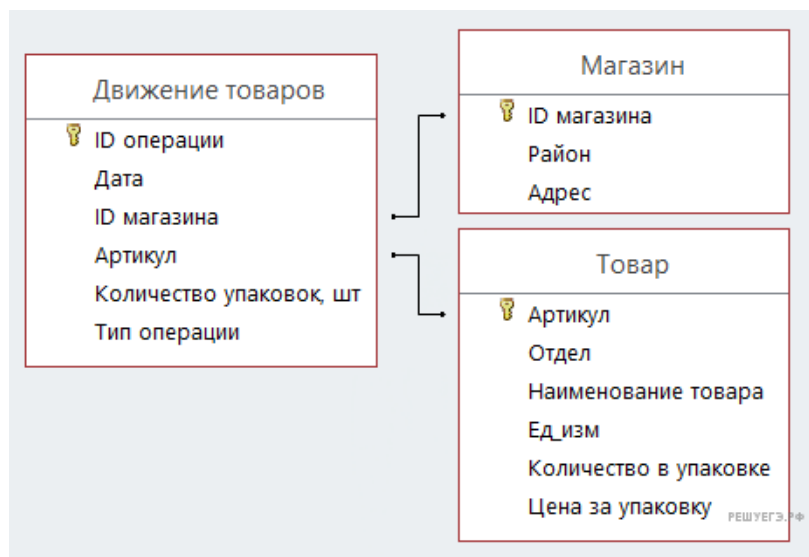 Движение товаров
ID операции
Дата
ID магазина
Артикул
Количество упаковок, шт
Тип операции
Магазин
ID магазина
Район
Адрес
Товар
Артикул
Отдел
Наименование товара
Ед_изм
Количество в упаковке
Цена за упаковку
РЕШУЕГЭ.РФ